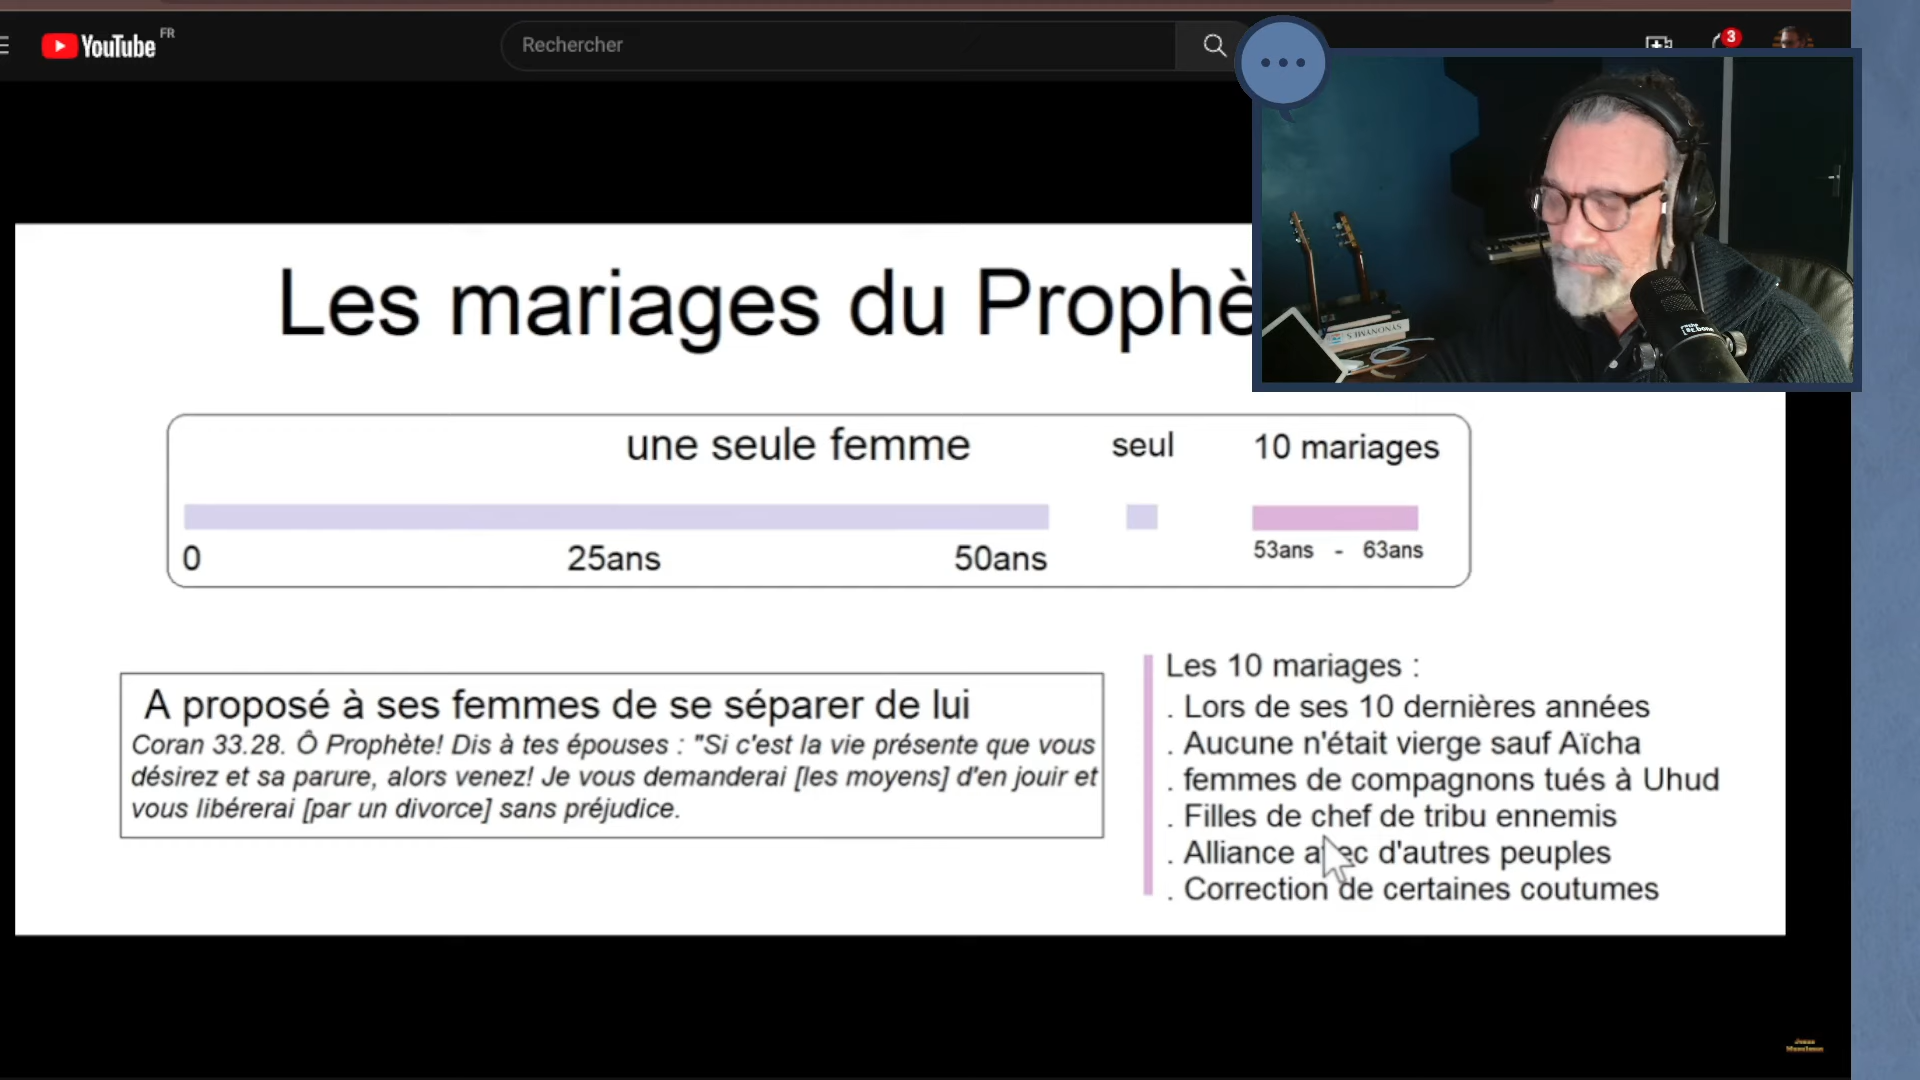 YouTube FR
Rechercher
3
Les mariages du Prophè
une seule femme
seul
10 mariages
0
25ans
50ans
53ans - 63ans
A proposé à ses femmes de se séparer de lui
Coran 33.28. Ô Prophète! Dis à tes épouses : "Si c'est la vie présente que vous
désirez et sa parure, alors venez! Je vous demanderai [les moyens] d'en jouir et
vous libérerai [par un divorce] sans préjudice.
Les 10 mariages :
. Lors de ses 10 dernières années
. Aucune n'était vierge sauf Aïcha
. femmes de compagnons tués à Uhud
. Filles de chef de tribu ennemis
. Alliance avec d'autres peuples
. Correction de certaines coutumes
SYNONYMES